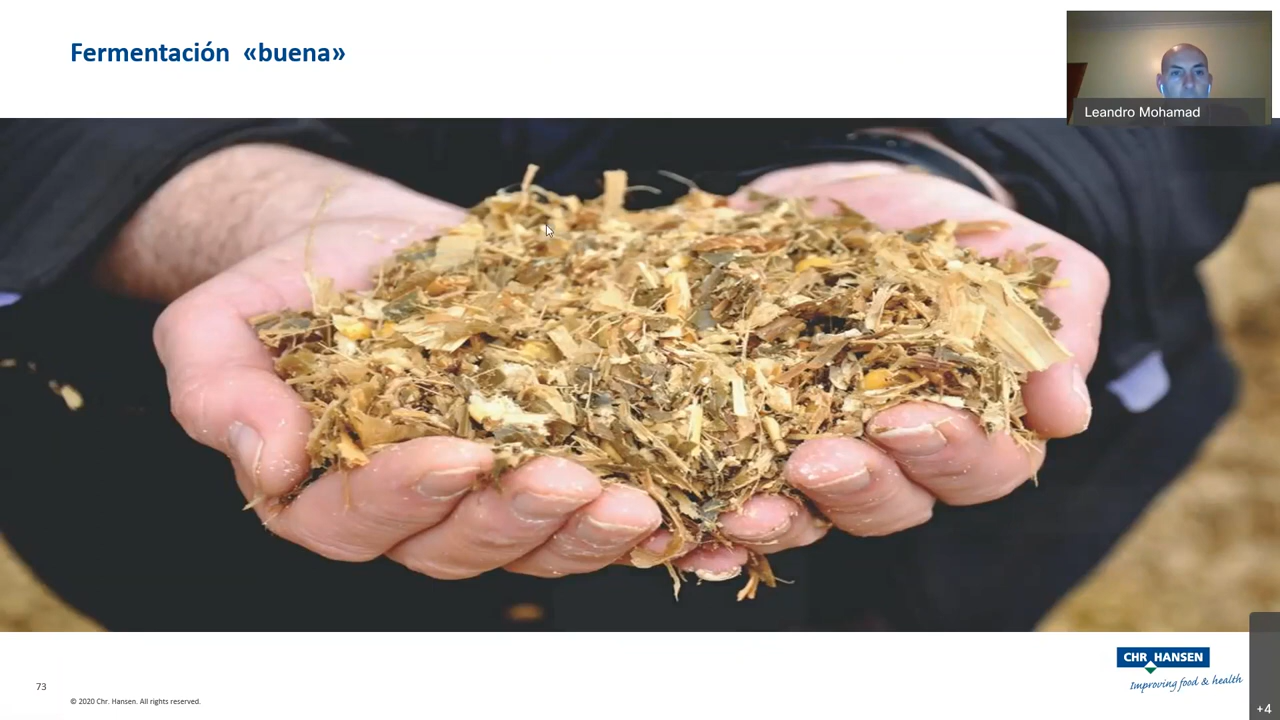 Fermentación «buena»
Leandro Mohamad
CHR HANSEN
Improving food & health
73
© 2020 Chr. Hansen. All rights reserved.
+4